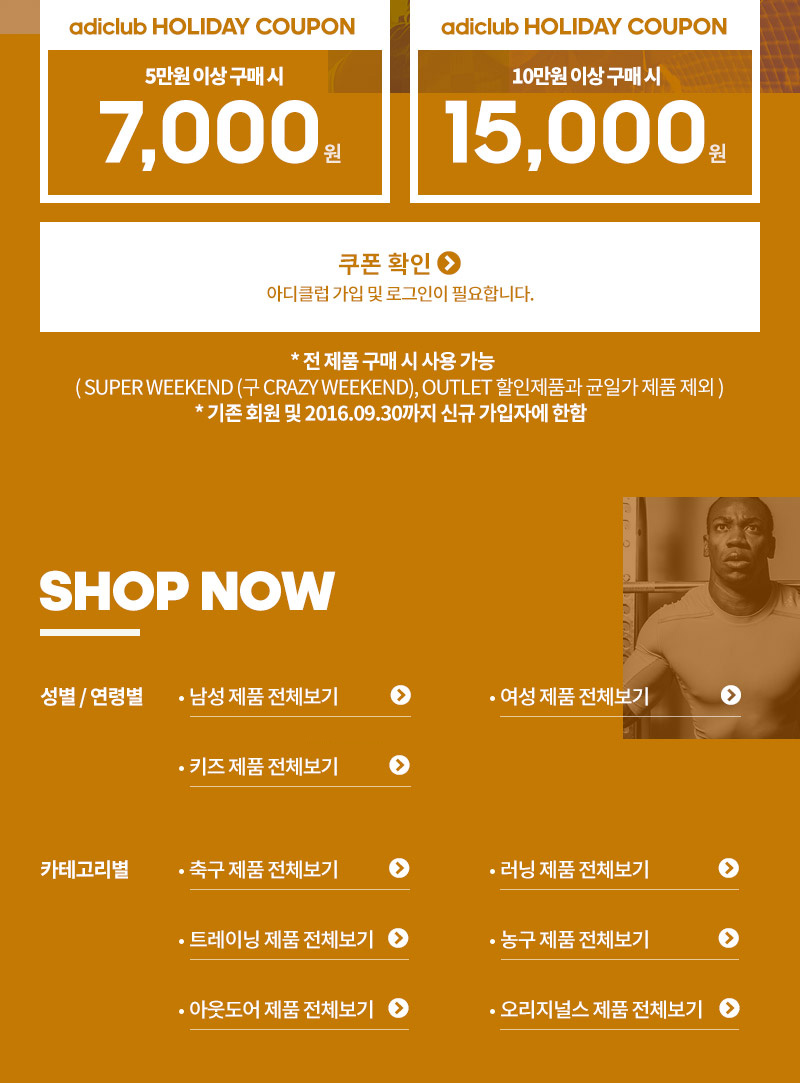 adiclub HOLIDAY COUPON
5만원 이상 구매 시
7,000원
adiclub HOLIDAY COUPON
10만원 이상 구매 시
15,000원
쿠폰 확인
아디클럽 가입 및 로그인이 필요합니다.
* 전 제품 구매 시 사용 가능
( SUPER WEEKEND (구 CRAZY WEEKEND), OUTLET 할인제품과 균일가 제품 제외 )
* 기존 회원 및 2016.09.30까지 신규 가입자에 한함
SHOP NOW
성별 / 연령별
• 남성 제품 전체보기
• 여성 제품 전체보기
• 키즈 제품 전체보기
카테고리별
• 축구 제품 전체보기
• 러닝 제품 전체보기
• 트레이닝 제품 전체보기
• 농구 제품 전체보기
• 아웃도어 제품 전체보기
• 오리지널스 제품 전체보기